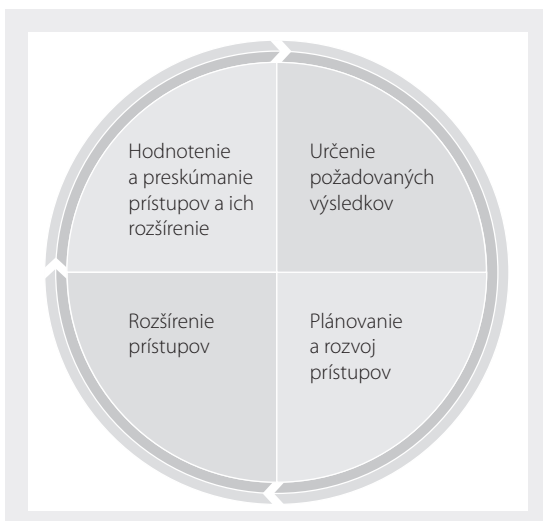 Hodnotenie
a preskúmanie
prístupov a ich
rozšírenie
Určenie
požadovaných
výsledkov
Rozšírenie
prístupov
Plánovanie
a rozvoj
prístupov